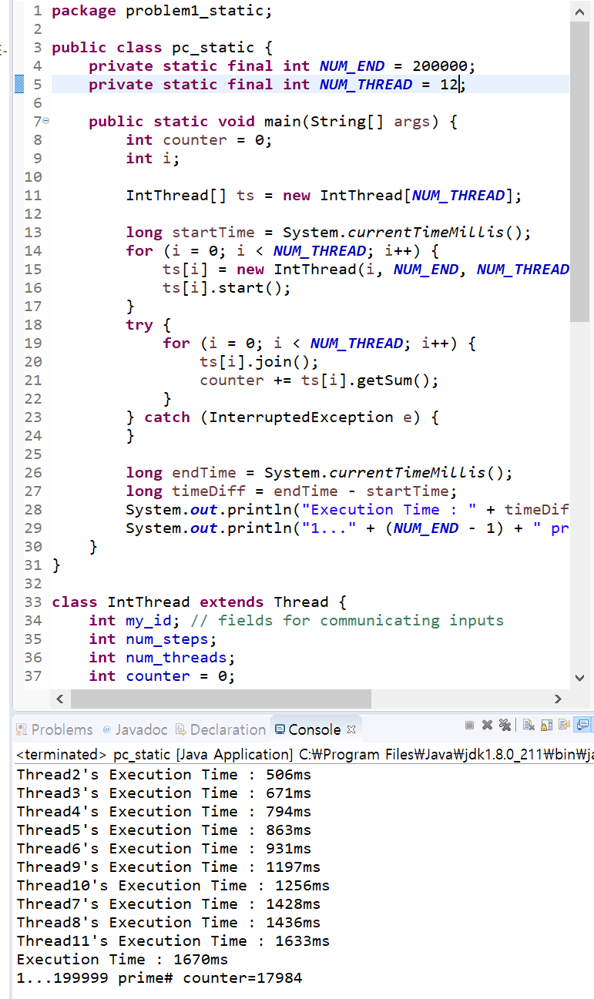 1 package problem1_static;
2
3 public class pc_static {
4     private static final int NUM_END = 200000;
5     private static final int NUM_THREAD = 12;
6
7     public static void main(String[] args) {
8         int counter = 0;
9         int i;
10
11         IntThread[] ts = new IntThread[NUM_THREAD];
12
13         long startTime = System.currentTimeMillis();
14         for (i = 0; i < NUM_THREAD; i++) {
15             ts[i] = new IntThread(i, NUM_END, NUM_THREAD
16             ts[i].start();
17         }
18         try {
19             for (i = 0; i < NUM_THREAD; i++) {
20                 ts[i].join();
21                 counter += ts[i].getSum();
22             }
23         } catch (InterruptedException e) {
24         }
25
26         long endTime = System.currentTimeMillis();
27         long timeDiff = endTime - startTime;
28         System.out.println("Execution Time : " + timeDif
29         System.out.println("1..." + (NUM_END - 1) + " pr
30     }
31 }
32
33 class IntThread extends Thread {
34     int my_id; // fields for communicating inputs
35     int num_steps;
36     int num_threads;
37     int counter = 0;
Problems @ Javadoc Declaration Console
<terminated> pc_static [Java Application] C:₩Program Files₩Java₩jdk1.8.0_211₩bin₩ja
Thread2's Execution Time : 506ms
Thread3's Execution Time : 671ms
Thread4's Execution Time : 794ms
Thread5's Execution Time : 863ms
Thread6's Execution Time : 931ms
Thread9's Execution Time : 1197ms
Thread10's Execution Time : 1256ms
Thread7's Execution Time : 1428ms
Thread8's Execution Time : 1436ms
Thread11's Execution Time : 1633ms
Execution Time : 1670ms
1...199999 prime# counter=17984